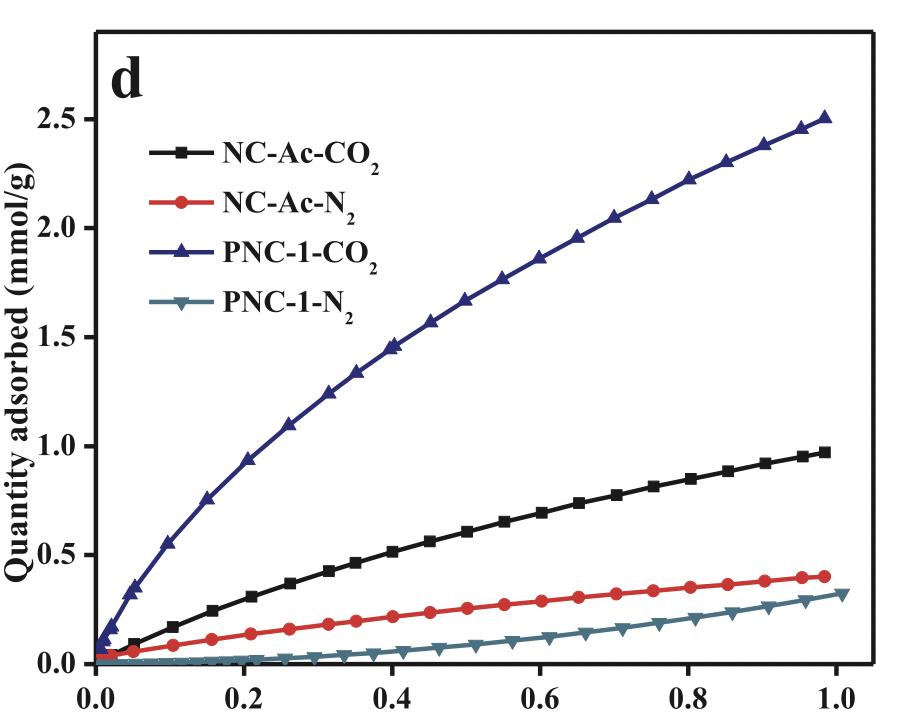 d
2.5
2.0
1.5
1.0
0.5
0.0
Quantity adsorbed (mmol/g)
NC-Ac-CO₂
NC-Ac-N₂
PNC-1-CO₂
PNC-1-N₂
0.0 0.2 0.4 0.6 0.8 1.0